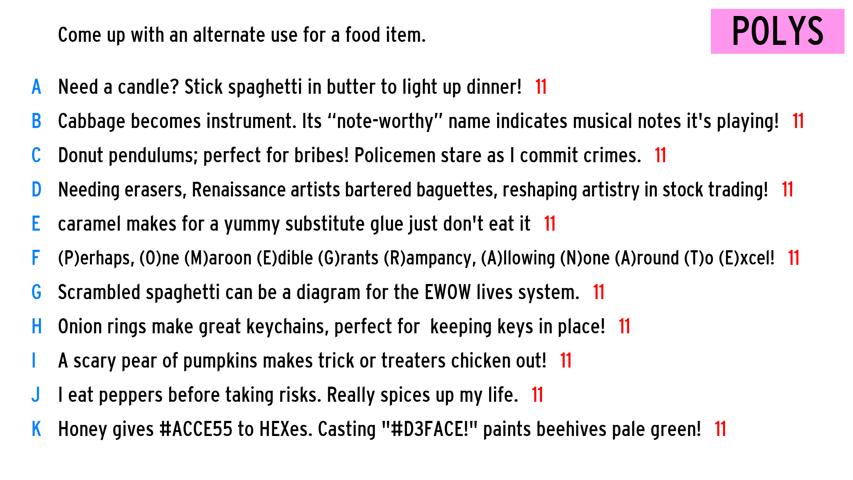 Come up with an alternate use for a food item.
POLYS
A Need a candle? Stick spaghetti in butter to light up dinner! 11
B Cabbage becomes instrument. Its “note-worthy” name indicates musical notes it's playing! 11
C Donut pendulums; perfect for bribes! Policemen stare as I commit crimes. 11
D Needing erasers, Renaissance artists bartered baguettes, reshaping artistry in stock trading! 11
E caramel makes for a yummy substitute glue just don't eat it 11
F (P)erhaps, (O)ne (M)aroon (E)dible (G)rants (R)ampancy, (A)llowing (N)one (A)round (T)o (E)xcel! 11
G Scrambled spaghetti can be a diagram for the EWOW lives system. 11
H Onion rings make great keychains, perfect for  keeping keys in place! 11
I A scary pear of pumpkins makes trick or treaters chicken out! 11
J I eat peppers before taking risks. Really spices up my life. 11
K Honey gives #ACCE55 to HEXes. Casting "#D3FACE!" paints beehives pale green! 11